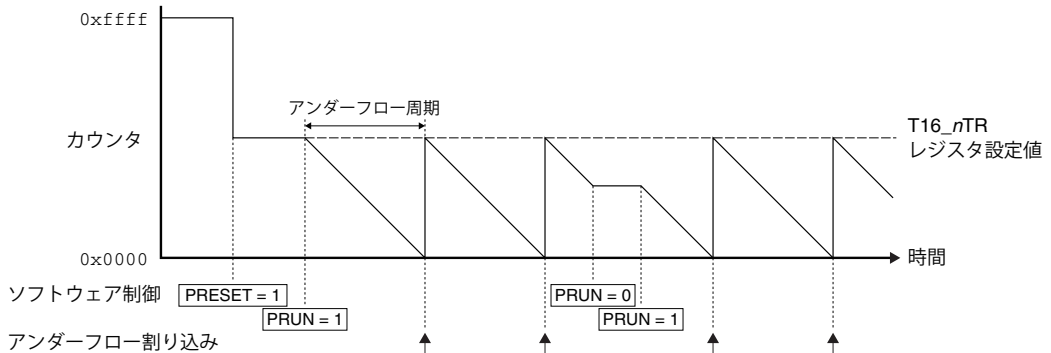 0xffff
アンダーフロー周期
カウンタ
T16_nTR
レジスタ設定値
0x0000
時間
ソフトウェア制御 PRESET = 1 PRUN = 0
PRUN = 1 PRUN = 1
アンダーフロー割り込み